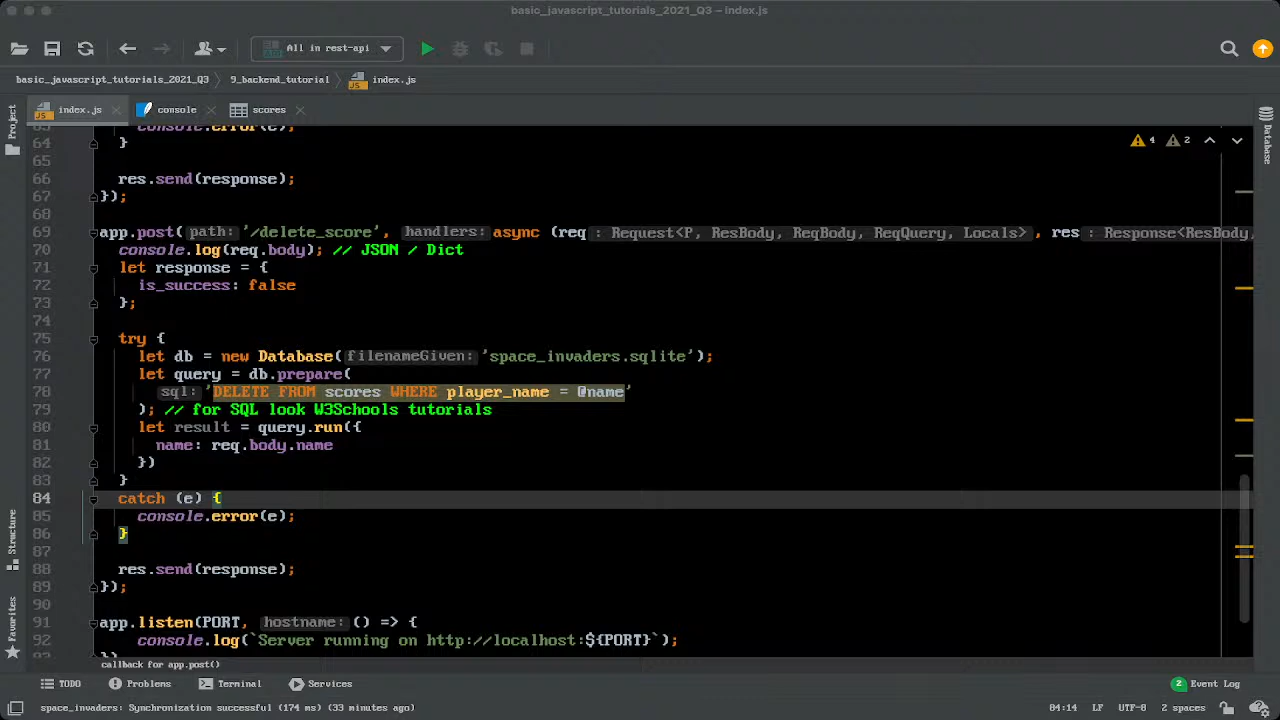 basic_javascript_tutorials_2021_Q3 – index.js
All in rest-api
basic_javascript_tutorials_2021_Q3 9_backend_tutorial index.js
index.js console scores
Project
Database
4 2
console.error(e);
64 }
65
66 res.send(response);
67 });
68
69 app.post( path: '/delete_score', handlers: async (req : Request<P, ResBody, ReqBody, ReqQuery, Locals> , res : Response<ResBody,
70 console.log(req.body); // JSON / Dict
71 let response = {
72 is_success: false
73 };
74
75 try {
76 let db = new Database( filenameGiven: 'space_invaders.sqlite');
77 let query = db.prepare(
78 sql: 'DELETE FROM scores WHERE player_name = @name'
79 ); // for SQL look W3Schools tutorials
80 let result = query.run({
81 name: req.body.name
82 })
83 }
84 catch (e) {
85 console.error(e);
86 }
87
88 res.send(response);
89 });
90
91 app.listen(PORT, hostname: () => {
92 console.log(`Server running on http://localhost:${PORT}`);
Structure
Favorites
callback for app.post()
TODO Problems Terminal Services 2 Event Log
space_invaders: Synchronization successful (174 ms) (33 minutes ago) 84:14 LF UTF-8 2 spaces